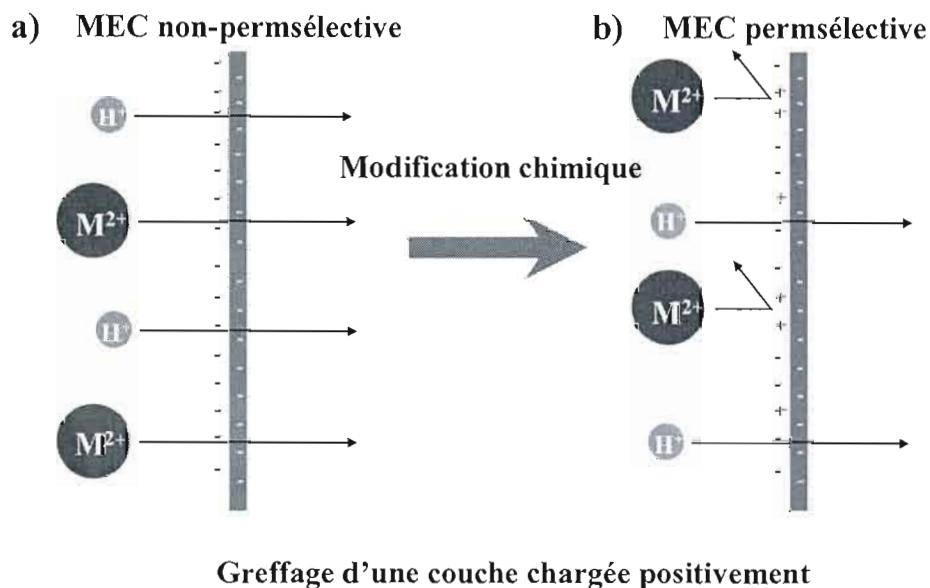 a) MEC non-permsélective
b) MEC permsélective
H⁺
M²⁺
H⁺
M²⁺
Modification chimique
M²⁺
H⁺
M²⁺
H⁺
Greffage d'une couche chargée positivement